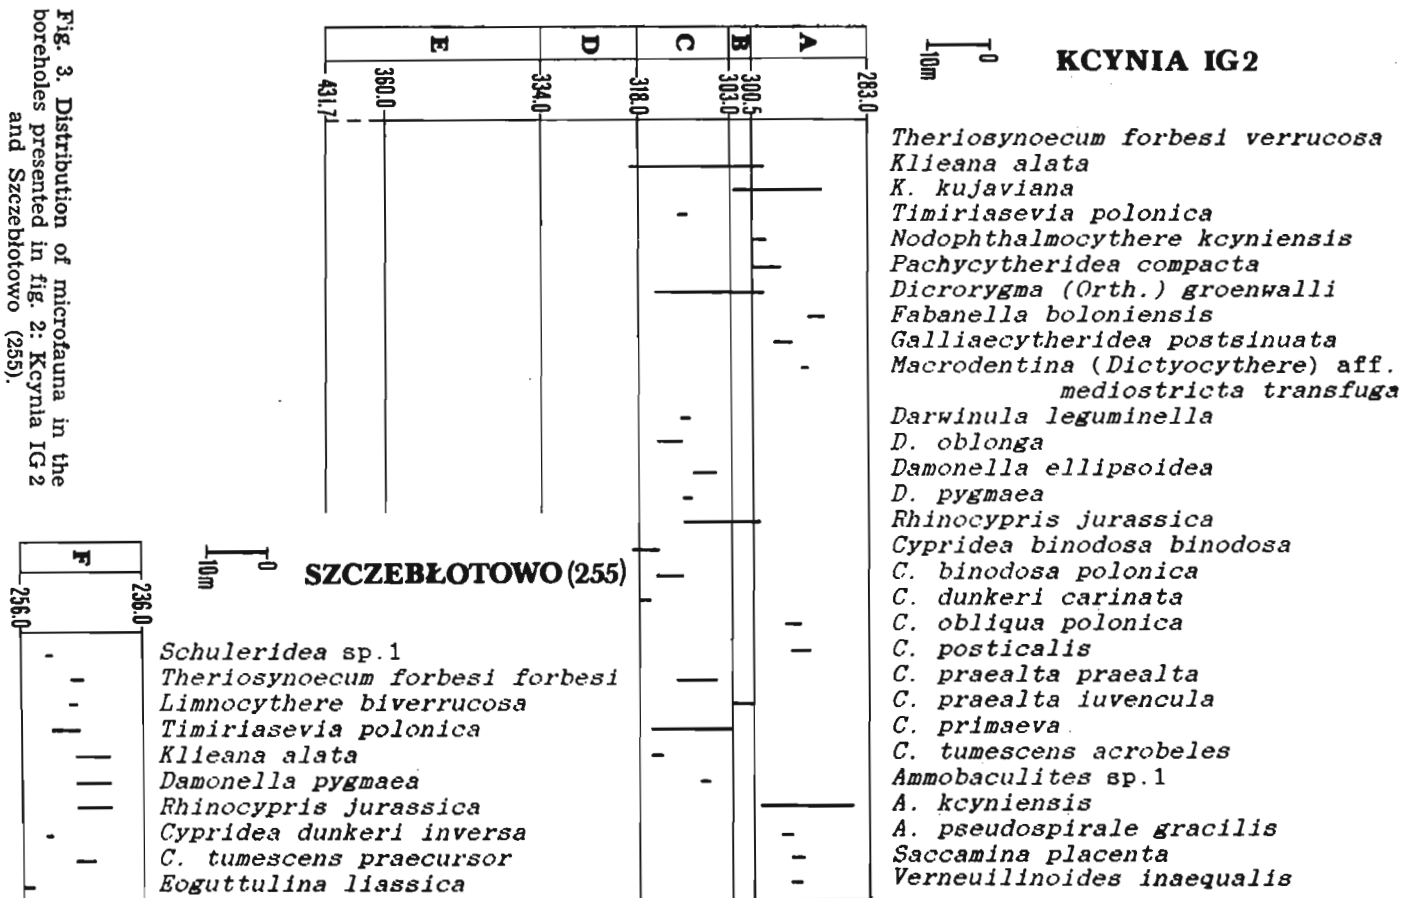 KCYNIA IG2
0
10m
E
D
C
B
A
431.7
360.0
334.0
318.0
303.0
300.5
283.0
Theriosynoecum forbesi verrucosa
Klieana alata
K. kujaviana
Timiriasevia polonica
Nodophthalmocythere kcyniensis
Pachycytheridea compacta
Dicrorygma (Orth.) groenwalli
Fabanella boloniensis
Galliaecytheridea postsinuata
Macrodentina (Dictyocythere) aff.
mediostricta transfuga
Darwinula leguminella
D. oblonga
Damonella ellipsoidea
D. pygmaea
Rhinocypris jurassica
Cypridea binodosa binodosa
C. binodosa polonica
C. dunkeri carinata
C. obliqua polonica
C. posticalis
C. praealta praealta
C. praealta iuvencula
C. primaeva
C. tumescens acrobeles
Ammobaculites sp.1
A. kcyniensis
A. pseudospirale gracilis
Saccamina placenta
Verneuilinoides inaequalis
SZCZEBŁOTOWO (255)
0
10m
F
256.0
236.0
Schuleridea sp.1
Theriosynoecum forbesi forbesi
Limnocythere biverrucosa
Timiriasevia polonica
Klieana alata
Damonella pygmaea
Rhinocypris jurassica
Cypridea dunkeri inversa
C. tumescens praecursor
Eoguttulina liassica
Fig. 3. Distribution of microfauna in the
boreholes presented in fig. 2: Kcynia IG2
and Szczebłotowo (255).